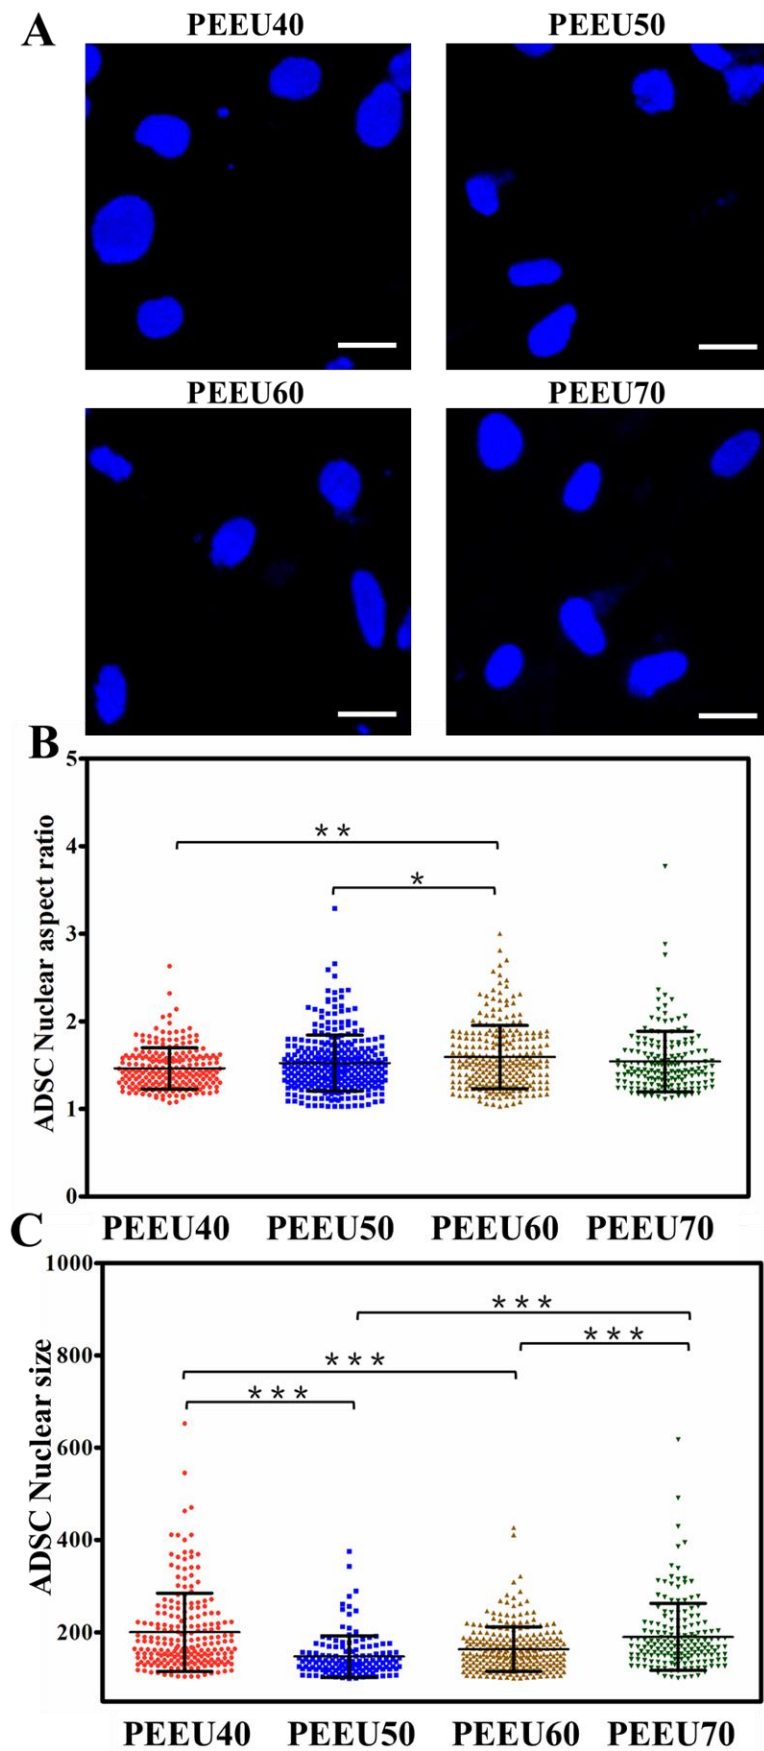 A
PEEU40
PEEU50
PEEU60
PEEU70
B
ADSC Nuclear aspect ratio
5
4
3
2
1
0
**
*
PEEU40 PEEU50 PEEU60 PEEU70
C
ADSC Nuclear size
1000
800
600
400
200
***
***
***
***
PEEU40 PEEU50 PEEU60 PEEU70